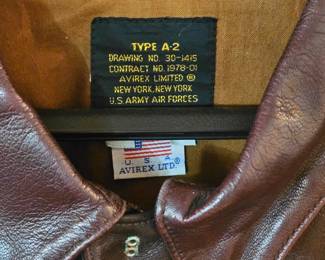 TYPE A-2
DRAWING NO. 30-1415
CONTRACT NO. 1978-01
AVIREX LIMITED ®
NEW YORK, NEW YORK
U.S. ARMY AIR FORCES
U S A
AVIREX LTD.®